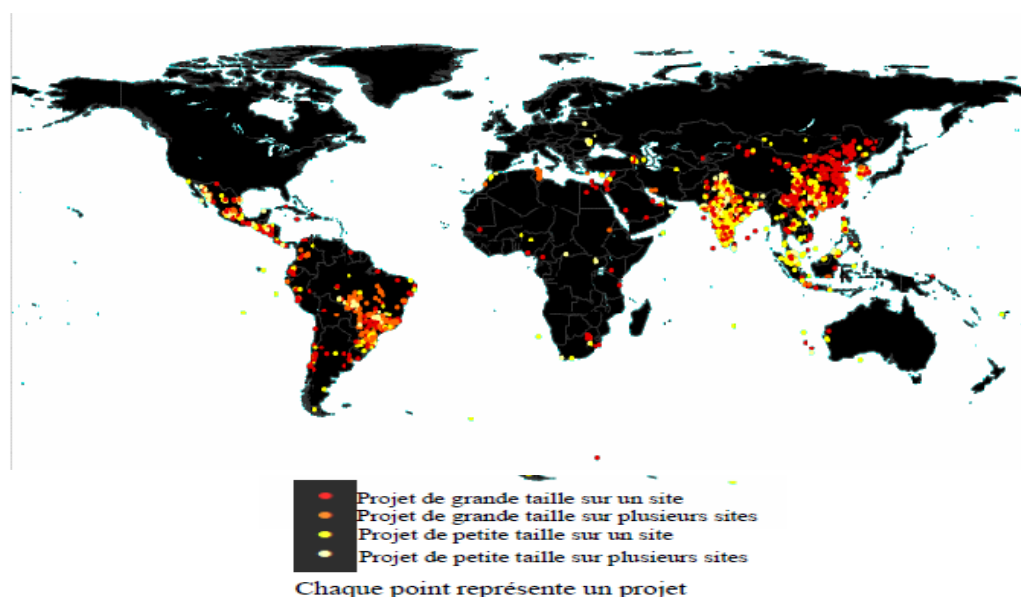 Projet de grande taille sur un site
Projet de grande taille sur plusieurs sites
Projet de petite taille sur un site
Projet de petite taille sur plusieurs sites
Chaque point représente un projet